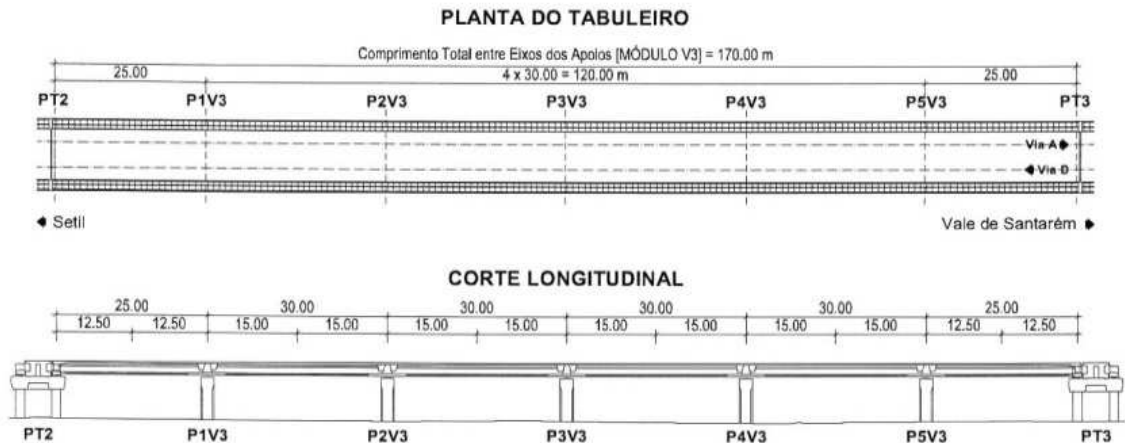 PLANTA DO TABULEIRO
Comprimento Total entre Eixos dos Apoios [MÓDULO V3] = 170.00 m
25.00 4 x 30.00 = 120.00 m 25.00
PT2 P1V3 P2V3 P3V3 P4V3 P5V3 PT3
Via A
Via D
Setil Vale de Santarém
CORTE LONGITUDINAL
25.00 30.00 30.00 30.00 30.00 25.00
12.50 12.50 15.00 15.00 15.00 15.00 15.00 15.00 15.00 15.00 12.50 12.50
PT2 P1V3 P2V3 P3V3 P4V3 P5V3 PT3